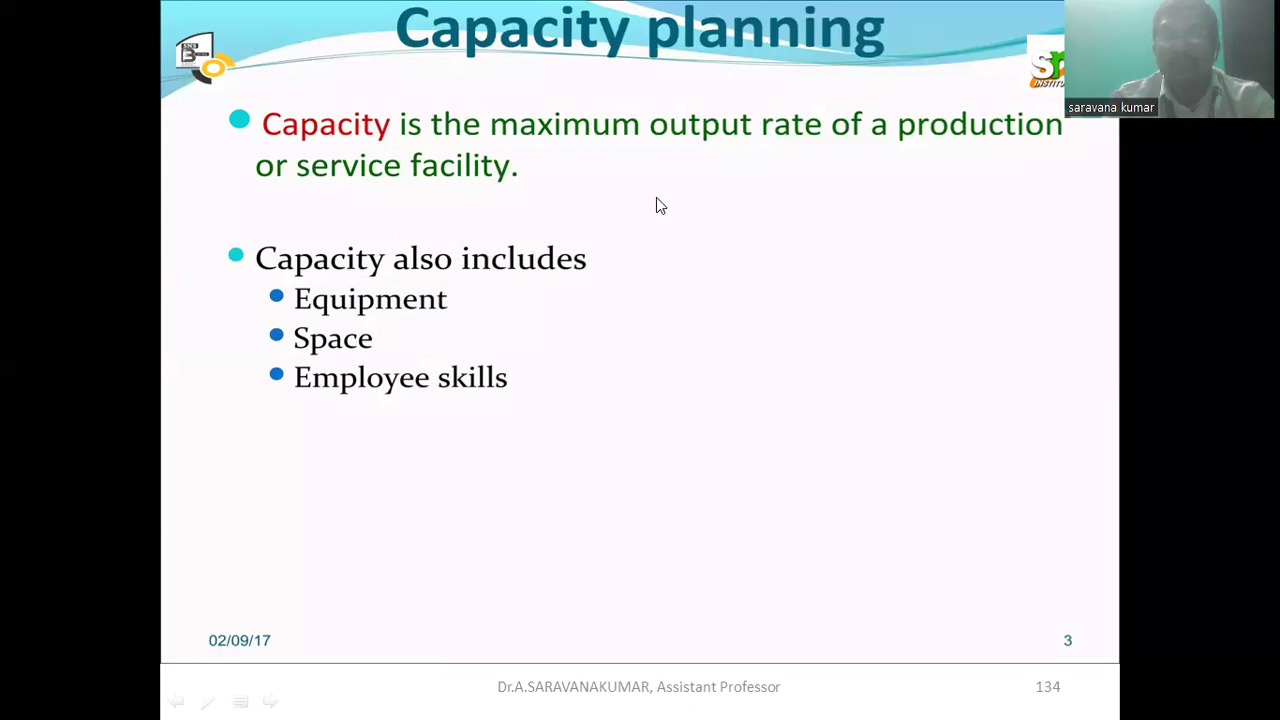 Capacity planning
saravana kumar
Capacity is the maximum output rate of a production
or service facility.
Capacity also includes
Equipment
Space
Employee skills
02/09/17
3
Dr.A.SARAVANAKUMAR, Assistant Professor
134